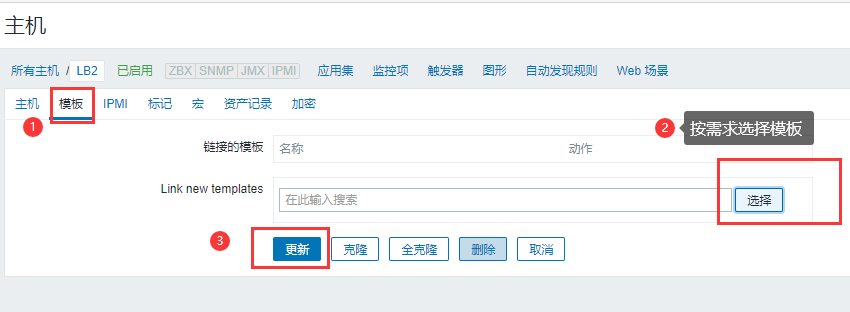 主机
所有主机 / LB2 已启用 ZBX SNMP JMX IPMI 应用集 监控项 触发器 图形 自动发现规则 Web 场景
主机 模板 IPMI 标记 宏 资产记录 加密
1
2 按需求选择模板
链接的模板 名称 动作
Link new templates 在此输入搜索 选择
3 更新 克隆 全克隆 删除 取消